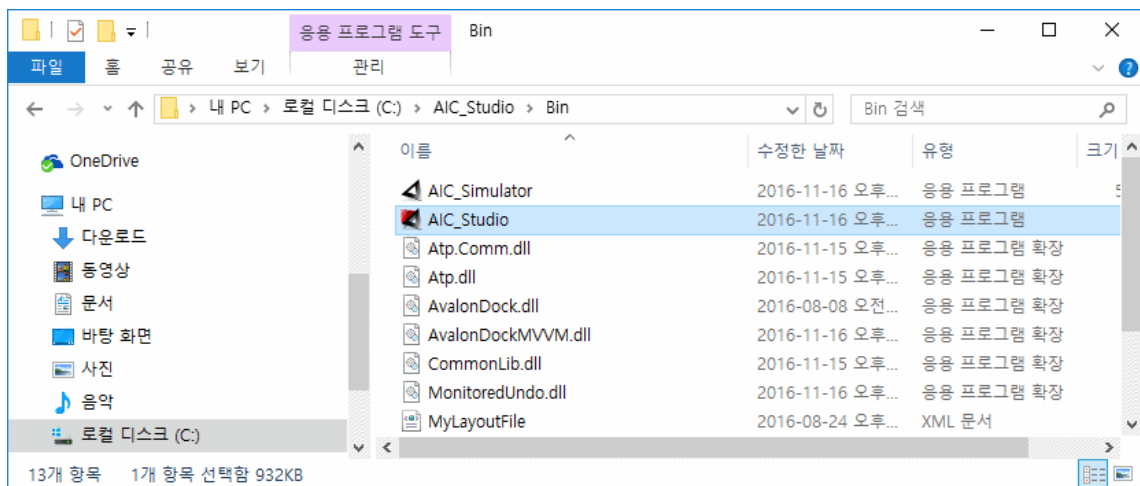 응용 프로그램 도구 Bin
파일 홈 공유 보기 관리
내 PC 로컬 디스크 (C:) AIC_Studio Bin Bin 검색
이름 수정한 날짜 유형 크기
OneDrive
내 PC
다운로드
동영상
문서
바탕 화면
사진
음악
로컬 디스크 (C:)
AIC_Simulator 2016-11-16 오후... 응용 프로그램
AIC_Studio 2016-11-16 오후... 응용 프로그램
Atp.Comm.dll 2016-11-15 오후... 응용 프로그램 확장
Atp.dll 2016-11-15 오후... 응용 프로그램 확장
AvalonDock.dll 2016-08-08 오전... 응용 프로그램 확장
AvalonDockMVVM.dll 2016-11-16 오후... 응용 프로그램 확장
CommonLib.dll 2016-11-15 오후... 응용 프로그램 확장
MonitoredUndo.dll 2016-11-16 오후... 응용 프로그램 확장
MyLayoutFile 2016-08-24 오후... XML 문서
13개 항목 1개 항목 선택함 932KB